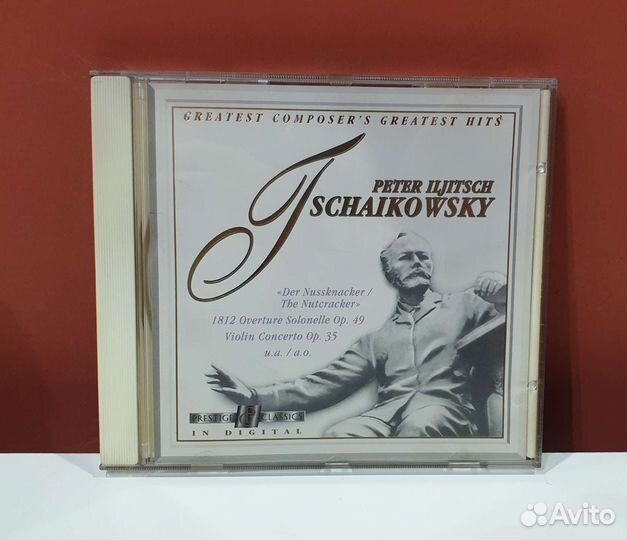 GREATEST COMPOSER'S GREATEST HITS
PETER ILJITSCH
TSCHAIKOWSKY
«Der Nussknacker /
The Nutcracker»
1812 Overture Solonelle Op. 49
Violin Concerto Op. 35
u.a. / a.o.
PRESTIGE CLASSICS
IN DIGITAL
Avito